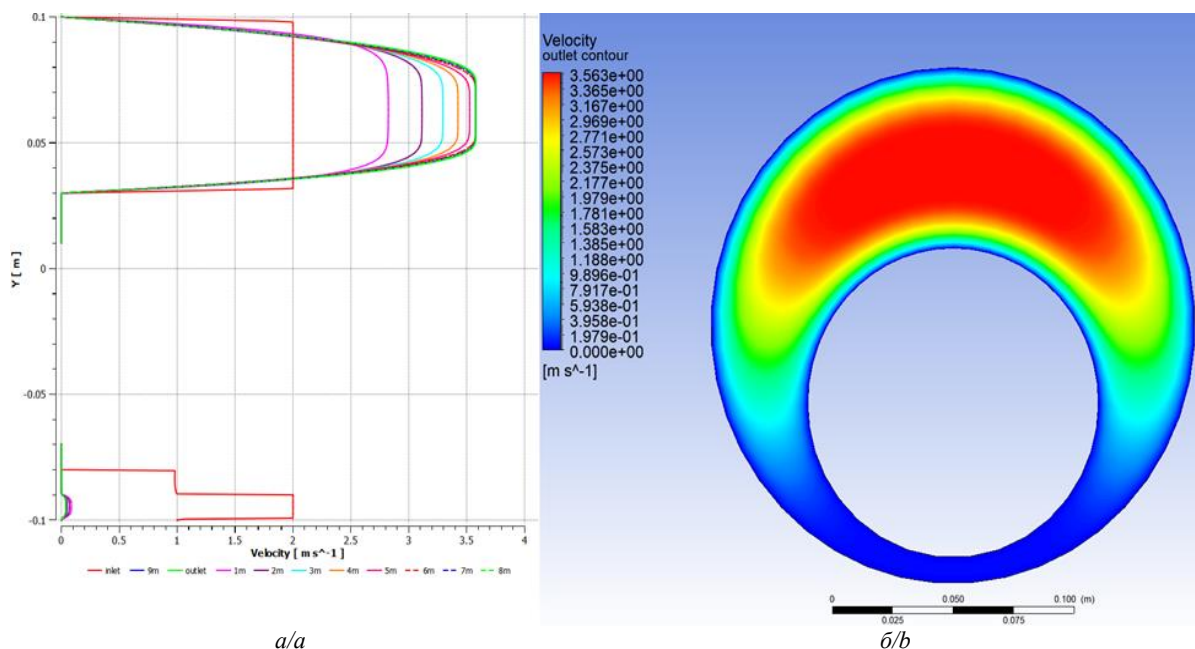 0.1
0.05
0
-0.05
-0.1
Y [ m ]
0 0.5 1 1.5 2 2.5 3 3.5 4
Velocity [ m s^-1 ]
inlet 9m outlet 1m 2m 3m 4m 5m 6m 7m 8m
Velocity
outlet contour
3.563e+00
3.365e+00
3.167e+00
2.969e+00
2.771e+00
2.573e+00
2.375e+00
2.177e+00
1.979e+00
1.781e+00
1.583e+00
1.385e+00
1.188e+00
9.896e-01
7.917e-01
5.938e-01
3.958e-01
1.979e-01
0.000e+00
[m s^-1]
0 0.050 0.100 (m)
0.025 0.075
a/a б/b